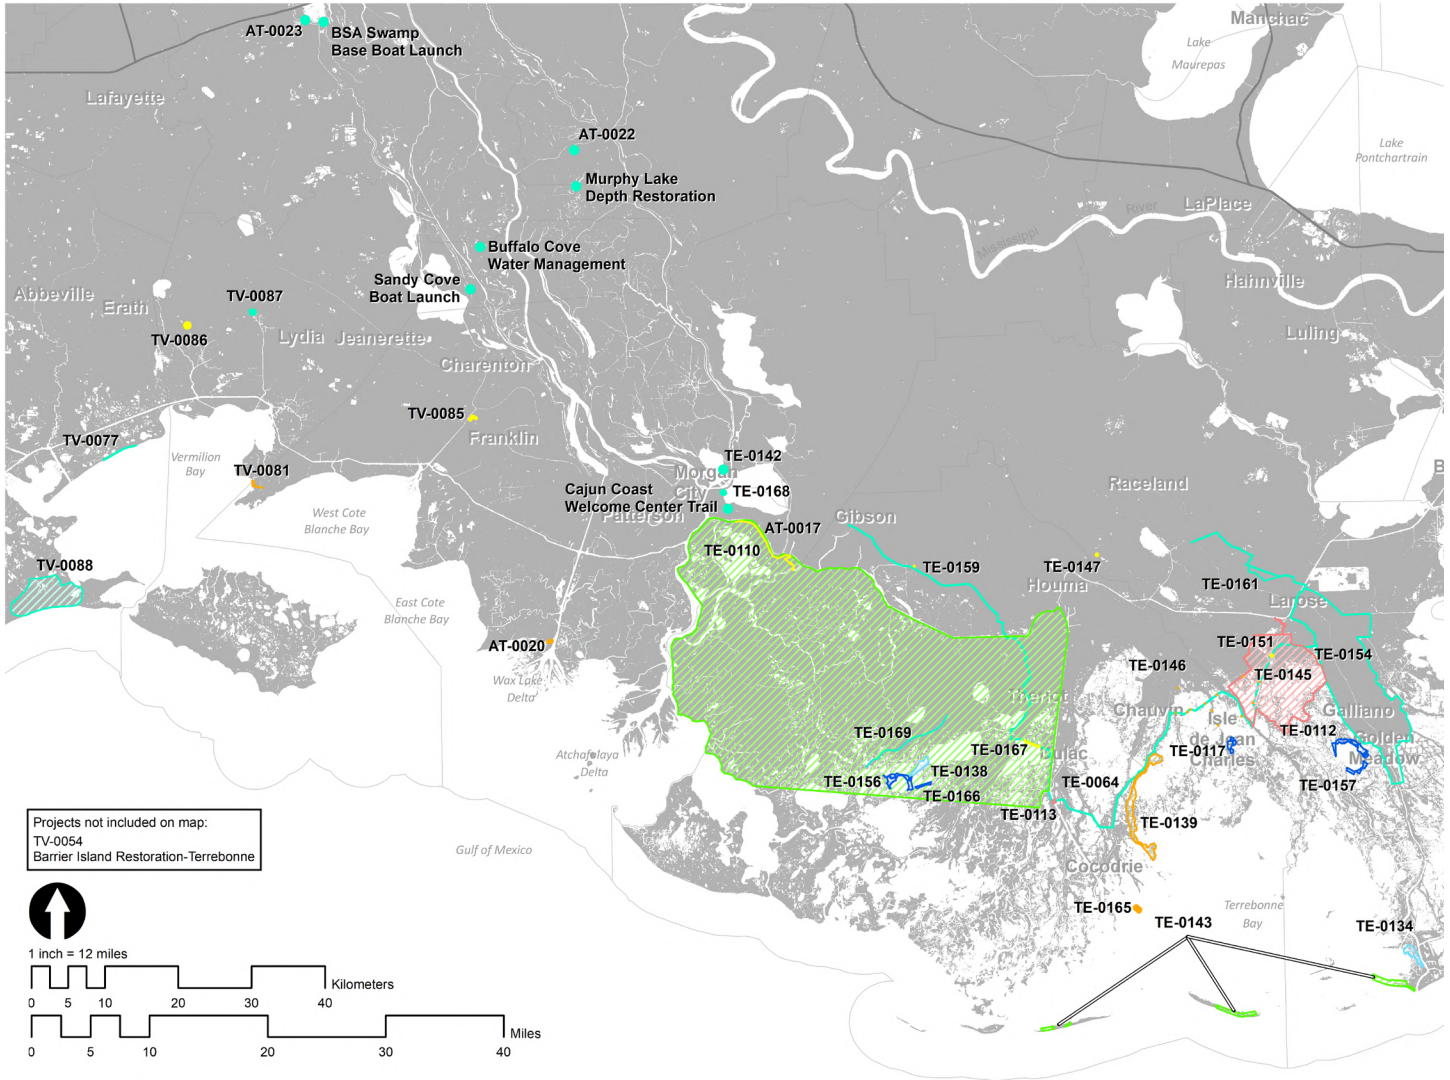 Manchac
AT-0023
BSA Swamp
Base Boat Launch
Lake
Maurepas
Lafayette
AT-0022
Lake
Pontchartrain
Murphy Lake
Depth Restoration
River
LaPlace
Mississippi
Buffalo Cove
Water Management
Sandy Cove
Boat Launch
Hahnville
Abbeville
Erath
TV-0087
TV-0086
Lydia
Jeanerette
Luling
Charenton
TV-0085
Franklin
TV-0077
Vermilion
Bay
TV-0081
TE-0142
Morgan
City
TE-0168
Cajun Coast
Welcome Center Trail
Patterson
Raceland
B
West Cote
Blanche Bay
Gibson
AT-0017
TE-0110
TV-0088
TE-0159
TE-0147
Houma
TE-0161
Larose
East Cote
Blanche Bay
AT-0020
TE-0151
TE-0154
TE-0146
TE-0145
Wax Lake
Delta
Theriot
Chauvin
Isle
de Jean
Charles
Galliano
TE-0112
Golden
Meadow
TE-0169
TE-0167
Dulac
TE-0117
Atchafalaya
Delta
TE-0138
TE-0156
TE-0166
TE-0064
TE-0157
TE-0113
TE-0139
Projects not included on map:
TV-0054
Barrier Island Restoration-Terrebonne
Gulf of Mexico
Cocodrie
TE-0165
TE-0143
Terrebonne
Bay
TE-0134
1 inch = 12 miles
Kilometers
0 5 10 20 30 40
Miles
0 5 10 20 30 40